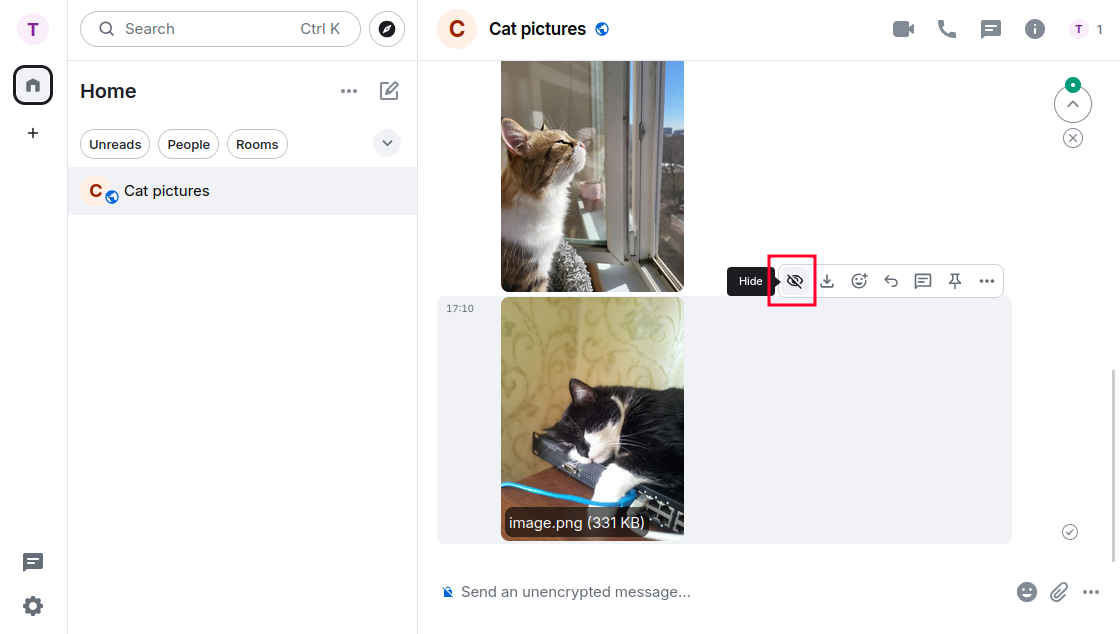 T
Search Ctrl K
C Cat pictures
T 1
Home
Unreads People Rooms
C Cat pictures
Hide
17:10
image.png (331 KB)
Send an unencrypted message...